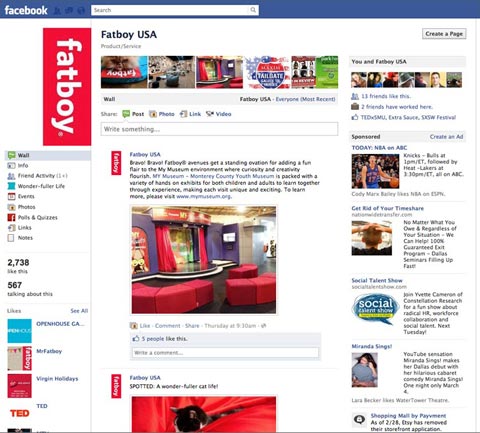 facebook
Search
fatboy
®
Fatboy USA
Product/Service
Create a Page
fatboy
MAXIM
TAILGATE
Wall
Fatboy USA · Everyone (Most Recent)
Share:
Post
Photo
Link
Video
Write something...
Wall
Info
Friend Activity (1+)
Wonder-fuller Life
Events
Photos
Polls & Quizzes
Links
Notes
2,738
like this
567
talking about this
Likes
See All
OPENHOUSE GA...
MrFatboy
Virgin Holidays
TED
TED
Fatboy USA
Bravo! Bravo! Fatboy® avenues get a standing ovation for adding a fun
flair to the My Museum environment where curiosity and creativity
flourish. MY Museum - Monterey County Youth Museum is packed with a
variety of hands on exhibits for both children and adults to learn together
through experience, making each visit unique and exciting. To learn
more, please visit www.mymuseum.org.
Like · Comment · Share · Thursday at 9:30am ·
5 people like this.
Write a comment...
Fatboy USA
SPOTTED: A wonder-fuller cat life!
You and Fatboy USA
13 friends like this.
2 friends have worked here.
TEDxSMU, Extra Sauce, SXSW Festival
Sponsored
Create an Ad
TODAY: NBA on ABC
Knicks - Bulls at
1pm/ET, followed by
Heat -Lakers at
3:30pm/ET, all on ABC.
Cody Marx Bailey likes NBA on ESPN.
Get Rid of Your Timeshare
nationwidetransfer.com
No Matter What You
Owe & Regardless of
Your Situation - We
Can Help! 100%
Guaranteed Exit
Program - Dallas
Seminars Filling Up
Fast!
Social Talent Show
socialtalentshow.com
social
talent show
Join Yvette Cameron of
Constellation Research
for a fun show about
radical HR, workforce
collaboration and
social talent. Next
Tuesday!
Miranda Sings!
YouTube sensation
Miranda Sings! makes
her Dallas debut with
her hilarious cabaret
comedy Miranda Sings!
One night only March
4.
Lara Becker likes WaterTower Theatre.
Shopping Mall by Payvment
As of 2/28, Etsy has removed
their storefront application.